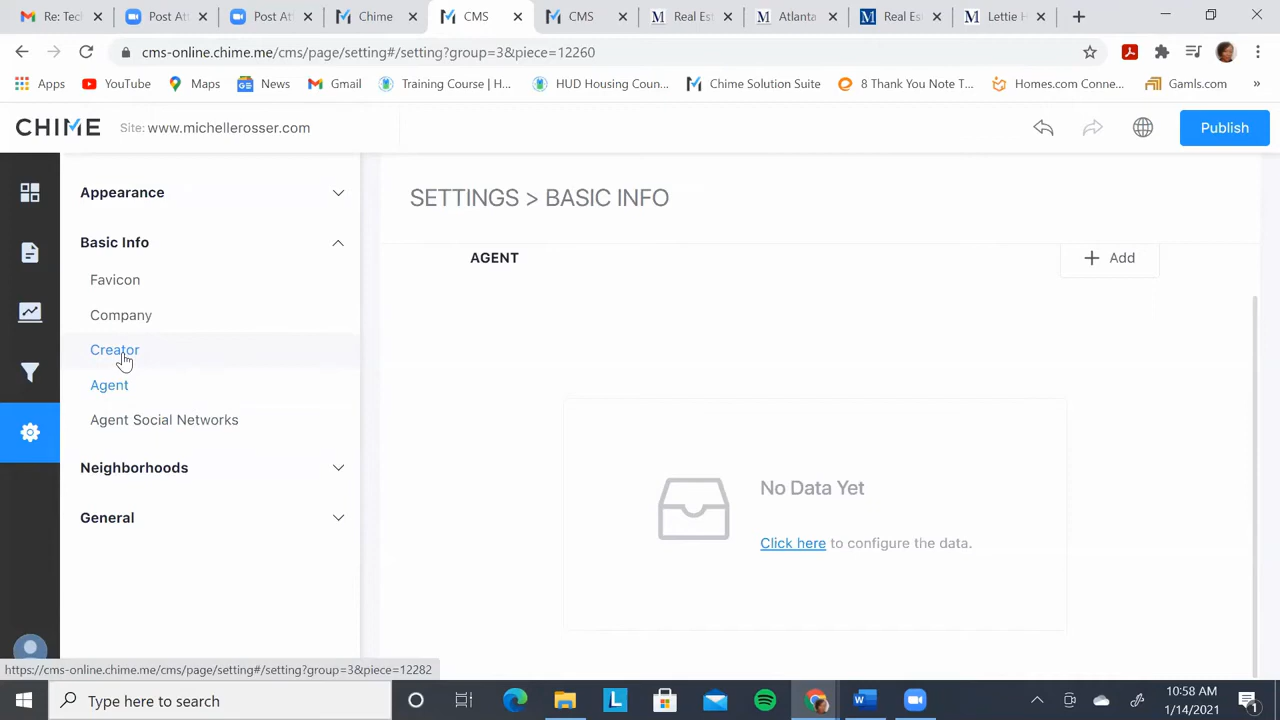 Re: Tec
Post Att
Post Att
Chime
CMS
CMS
Real Es
Atlanta
Real Es
Lettie H
cms-online.chime.me/cms/page/setting#/setting?group=3&piece=12260
Apps
YouTube
Maps
News
Gmail
Training Course | H...
HUD Housing Coun...
Chime Solution Suite
8 Thank You Note T...
Homes.com Conne...
Gamls.com
»
CHIME
Site: www.michellerosser.com
Publish
Appearance
Basic Info
Favicon
Company
Creator
Agent
Agent Social Networks
Neighborhoods
General
SETTINGS > BASIC INFO
AGENT
+ Add
No Data Yet
Click here to configure the data.
https://cms-online.chime.me/cms/page/setting#/setting?group=3&piece=12282
Type here to search
L
10:58 AM
1/14/2021
1